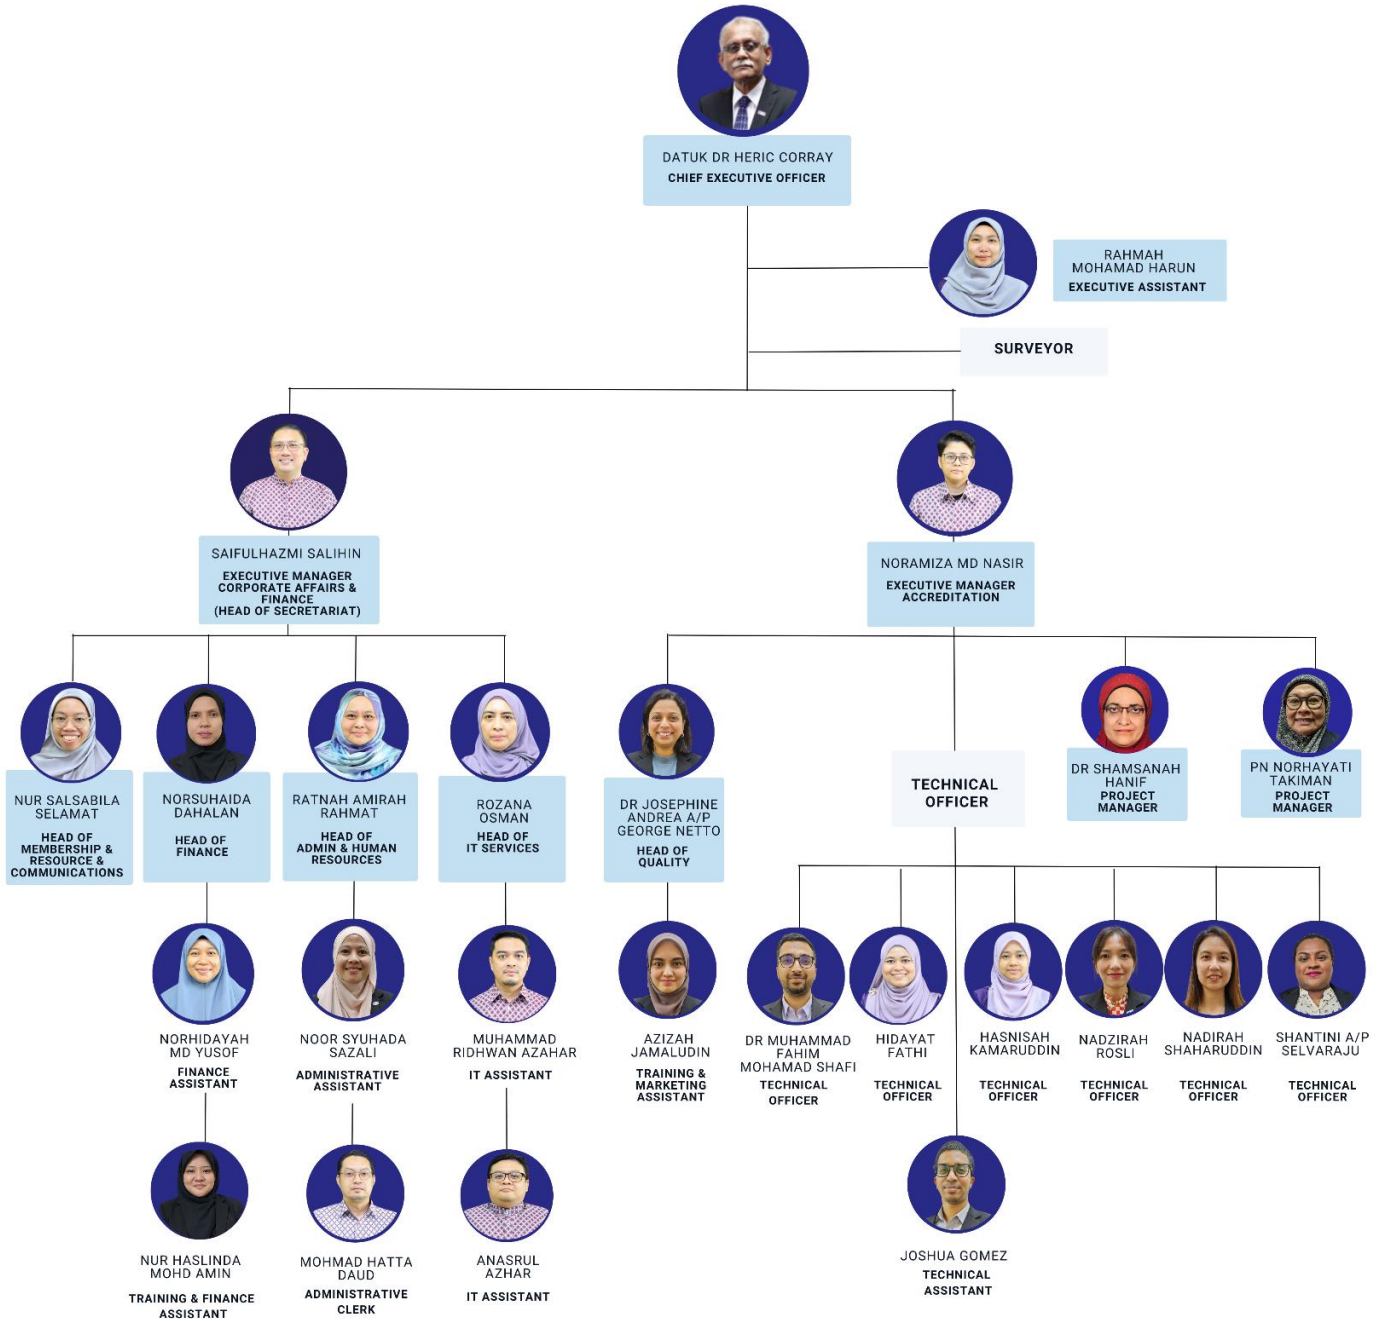 DATUK DR HERIC CORRAY
CHIEF EXECUTIVE OFFICER
RAHMAH
MOHAMAD HARUN
EXECUTIVE ASSISTANT
SURVEYOR
SAIFULHAZMI SALIHIN
EXECUTIVE MANAGER
CORPORATE AFFAIRS &
FINANCE
(HEAD OF SECRETARIAT)
NORAMIZA MD NASIR
EXECUTIVE MANAGER
ACCREDITATION
NUR SALSABILA
SELAMAT
HEAD OF
MEMBERSHIP &
RESOURCE &
COMMUNICATIONS
NORSUHAIDA
DAHALAN
HEAD OF
FINANCE
RATNAH AMIRAH
RAHMAT
HEAD OF
ADMIN & HUMAN
RESOURCES
ROZANA
OSMAN
HEAD OF
IT SERVICES
DR JOSEPHINE
ANDREA A/P
GEORGE NETTO
HEAD OF
QUALITY
TECHNICAL
OFFICER
DR SHAMSANAH
HANIF
PROJECT
MANAGER
PN NORHAYATI
TAKIMAN
PROJECT
MANAGER
NORHIDAYAH
MD YUSOF
FINANCE
ASSISTANT
NOOR SYUHADA
SAZALI
ADMINISTRATIVE
ASSISTANT
MUHAMMAD
RIDHWAN AZAHAR
IT ASSISTANT
AZIZAH
JAMALUDIN
TRAINING &
MARKETING
ASSISTANT
DR MUHAMMAD
FAHIM
MOHAMAD SHAFI
TECHNICAL
OFFICER
HIDAYAT
FATHI
TECHNICAL
OFFICER
HASNISAH
KAMARUDDIN
TECHNICAL
OFFICER
NADZIRAH
ROSLI
TECHNICAL
OFFICER
NADIRAH
SHAHARUDDIN
TECHNICAL
OFFICER
SHANTINI A/P
SELVARAJU
TECHNICAL
OFFICER
NUR HASLINDA
MOHD AMIN
TRAINING & FINANCE
ASSISTANT
MOHMAD HATTA
DAUD
ADMINISTRATIVE
CLERK
ANASRUL
AZHAR
IT ASSISTANT
JOSHUA GOMEZ
TECHNICAL
ASSISTANT